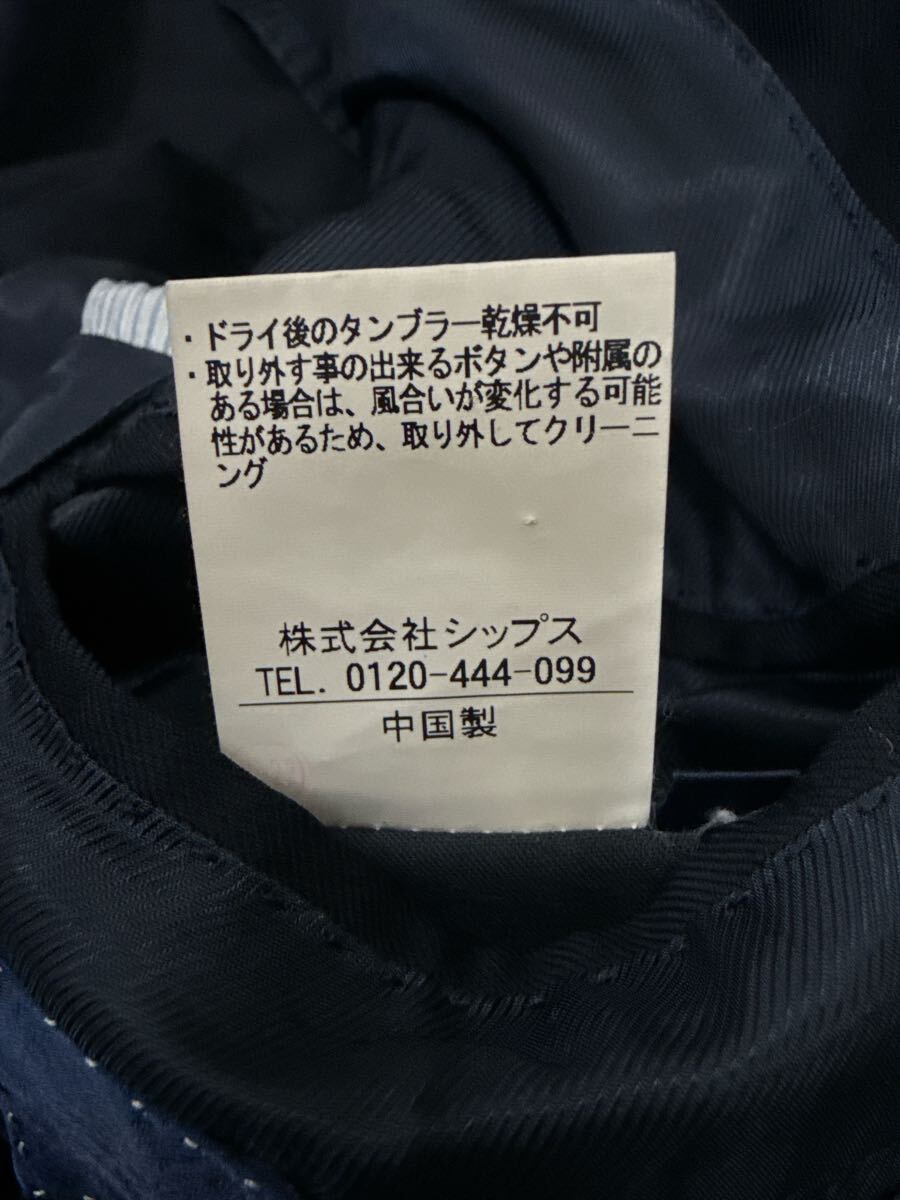 ・ドライ後のタンブラー乾燥不可
・取り外す事の出来るボタンや附属の
ある場合は、風合いが変化する可能
性があるため、取り外してクリーニ
ング
株式会社シップス
TEL. 0120-444-099
中国製